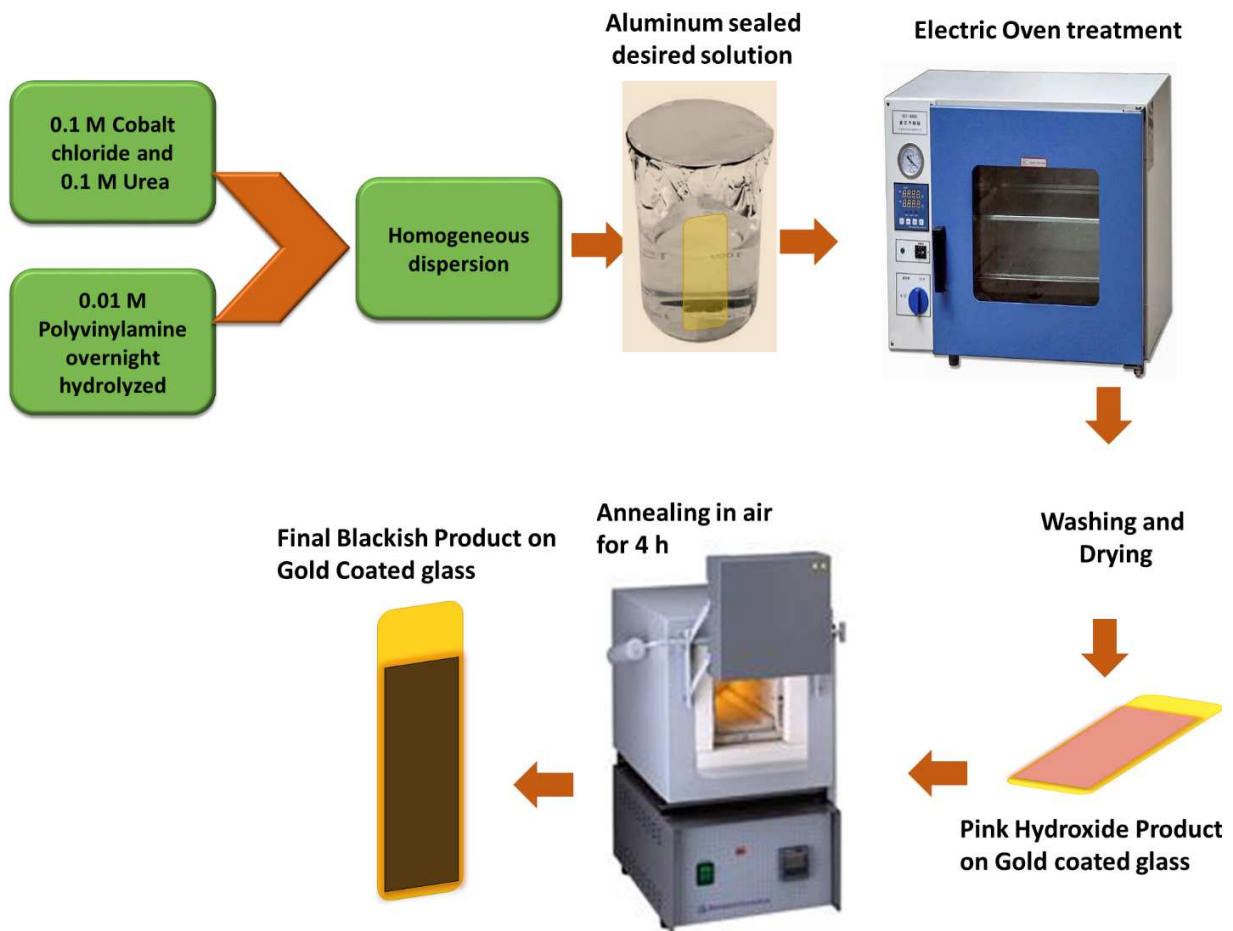 0.1 M Cobalt
chloride and
0.1 M Urea
0.01 M
Polyvinylamine
overnight
hydrolyzed
Homogeneous
dispersion
Aluminum sealed
desired solution
Electric Oven treatment
Washing and
Drying
Pink Hydroxide Product
on Gold coated glass
Annealing in air
for 4 h
Final Blackish Product on
Gold Coated glass